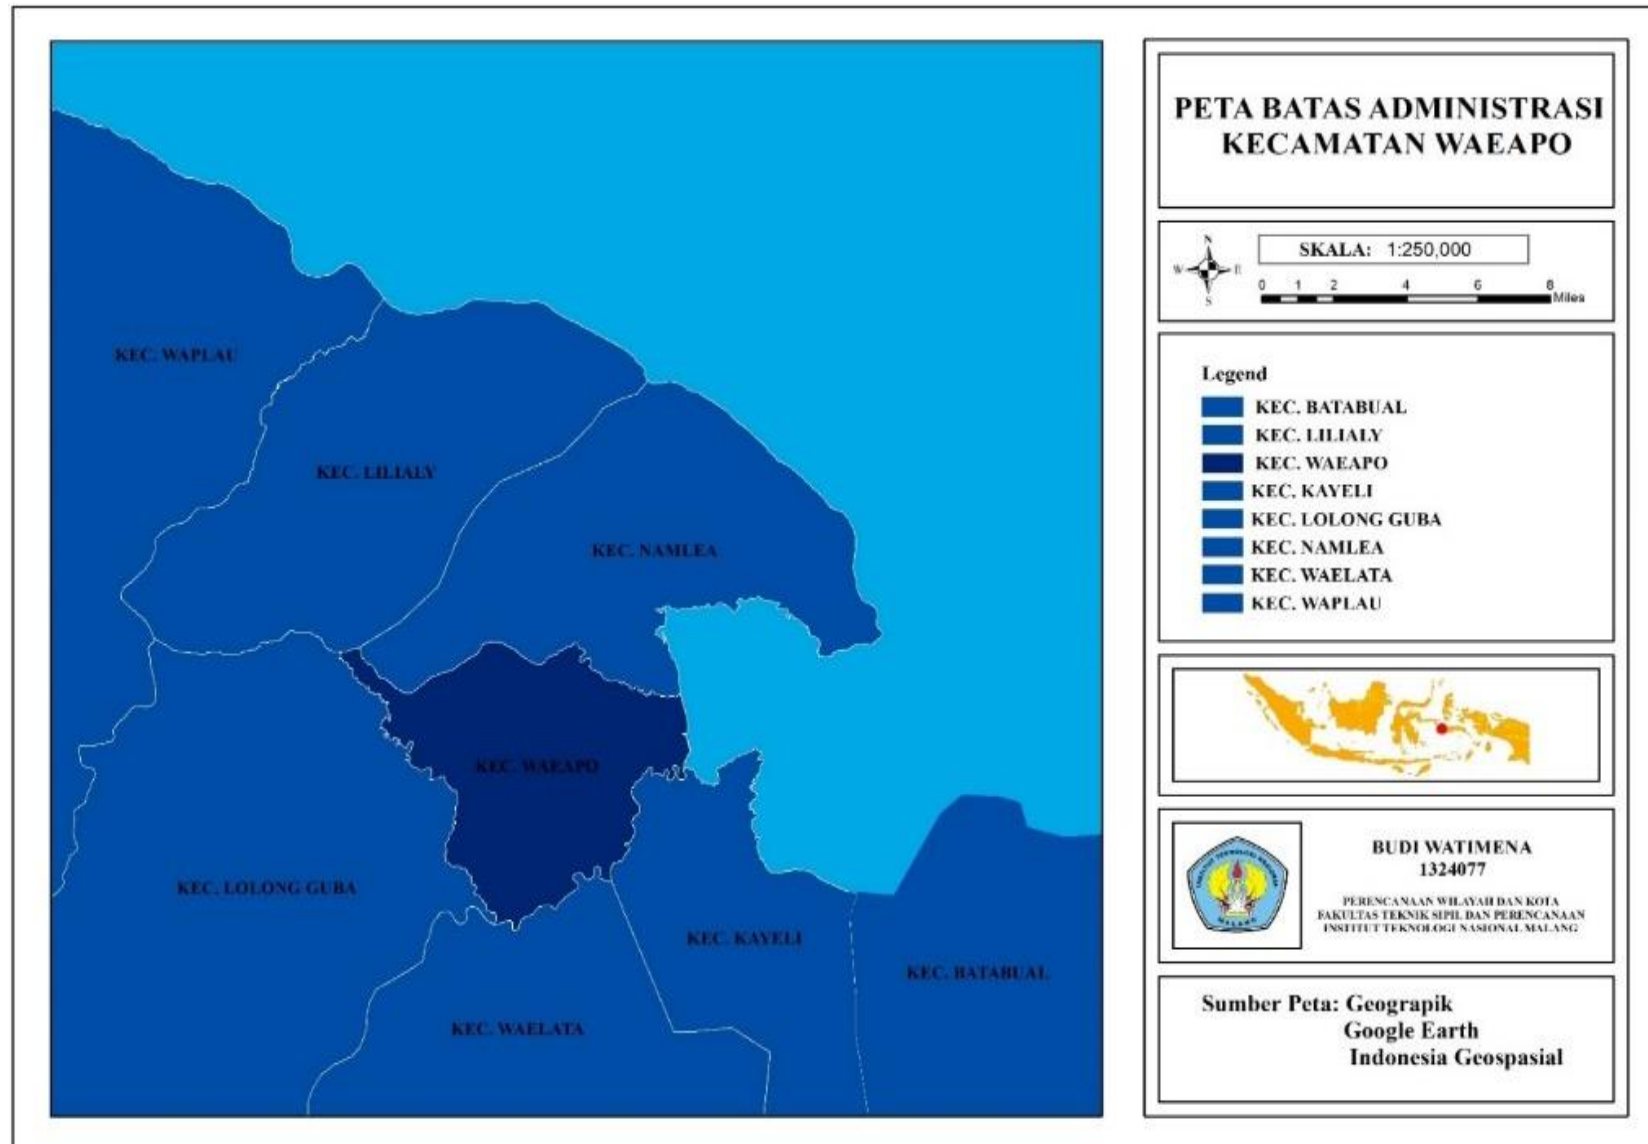 PETA BATAS ADMINISTRASI
KECAMATAN WAEAPO
N
W E
S
SKALA: 1:250,000
0 1 2 4 6 8
Miles
Legend
KEC. BATABUAL
KEC. LILIALY
KEC. WAEAPO
KEC. KAYELI
KEC. LOLONG GUBA
KEC. NAMLEA
KEC. WAELATA
KEC. WAPLAU
BUDI WATIMENA
1324077
PERENCANAAN WILAYAH DAN KOTA
FAKULTAS TEKNIK SIPIL DAN PERENCANAAN
INSTITUT TEKNOLOGI NASIONAL MALANG
MALANG
Sumber Peta: Geograpik
Google Earth
Indonesia Geospasial
KEC. WAPLAU
KEC. LILIALY
KEC. NAMLEA
KEC. WAEAPO
KEC. LOLONG GUBA
KEC. KAYELI
KEC. BATABUAL
KEC. WAELATA